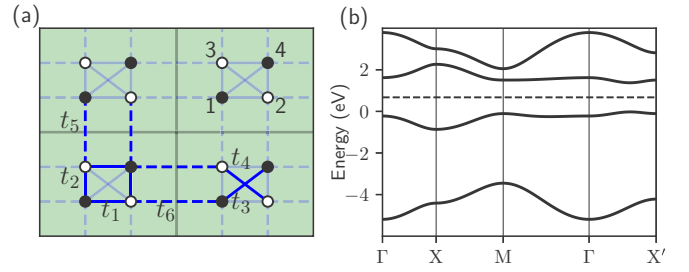 (a)
3 4
1 2
t₅
t₂ t₄
t₁ t₆ t₃
(b)
Energy (eV)
2
0
−2
−4
Γ X M Γ X′